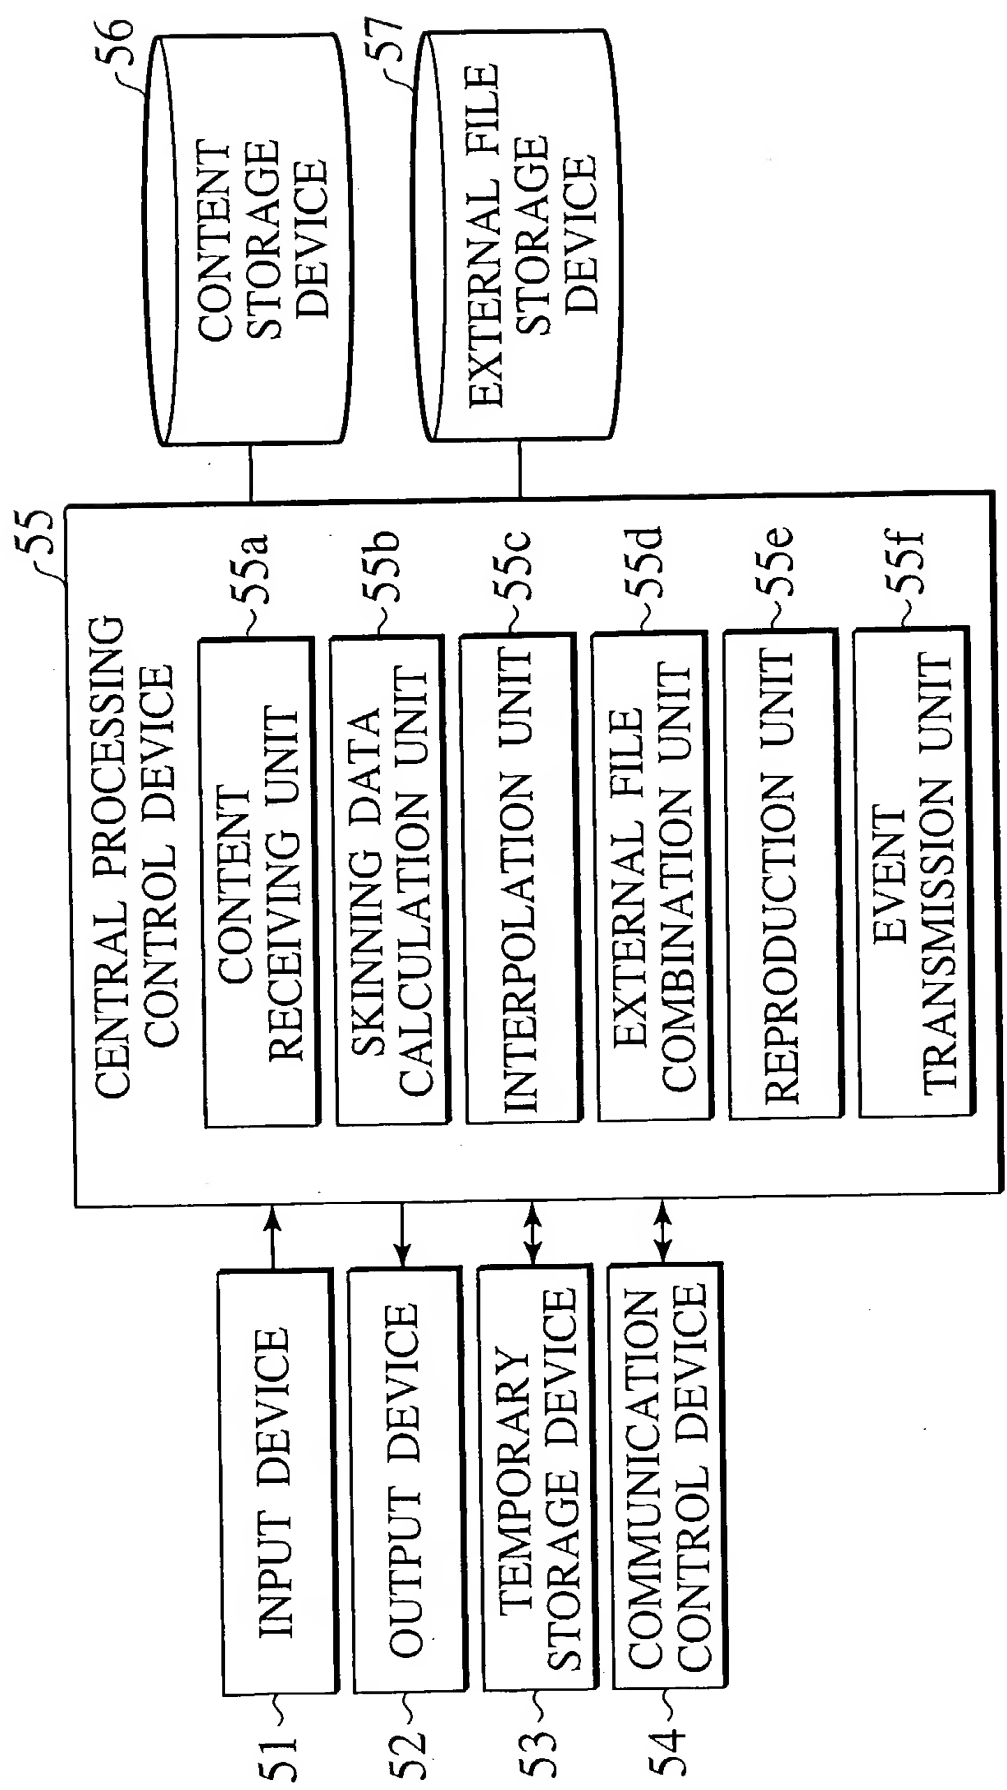 51
INPUT DEVICE
52
OUTPUT DEVICE
53
TEMPORARY
STORAGE DEVICE
54
COMMUNICATION
CONTROL DEVICE
55
CENTRAL PROCESSING
CONTROL DEVICE
CONTENT
RECEIVING UNIT
55a
SKINNING DATA
CALCULATION UNIT
55b
INTERPOLATION UNIT
55c
EXTERNAL FILE
COMBINATION UNIT
55d
REPRODUCTION UNIT
55e
EVENT
TRANSMISSION UNIT
55f
56
CONTENT
STORAGE
DEVICE
57
EXTERNAL FILE
STORAGE
DEVICE